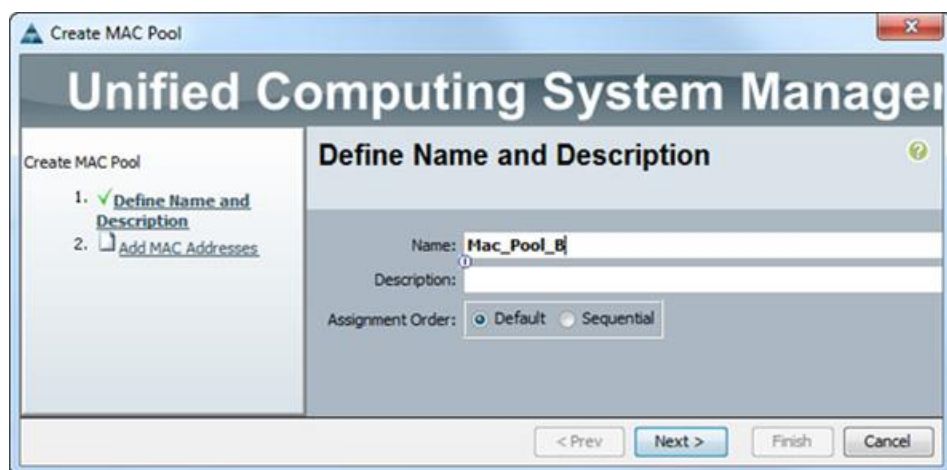 Create MAC Pool
Unified Computing System Manager
Create MAC Pool
1. Define Name and
Description
2. Add MAC Addresses
Define Name and Description
Name: Mac_Pool_B
Description:
Assignment Order: Default Sequential
< Prev Next > Finish Cancel